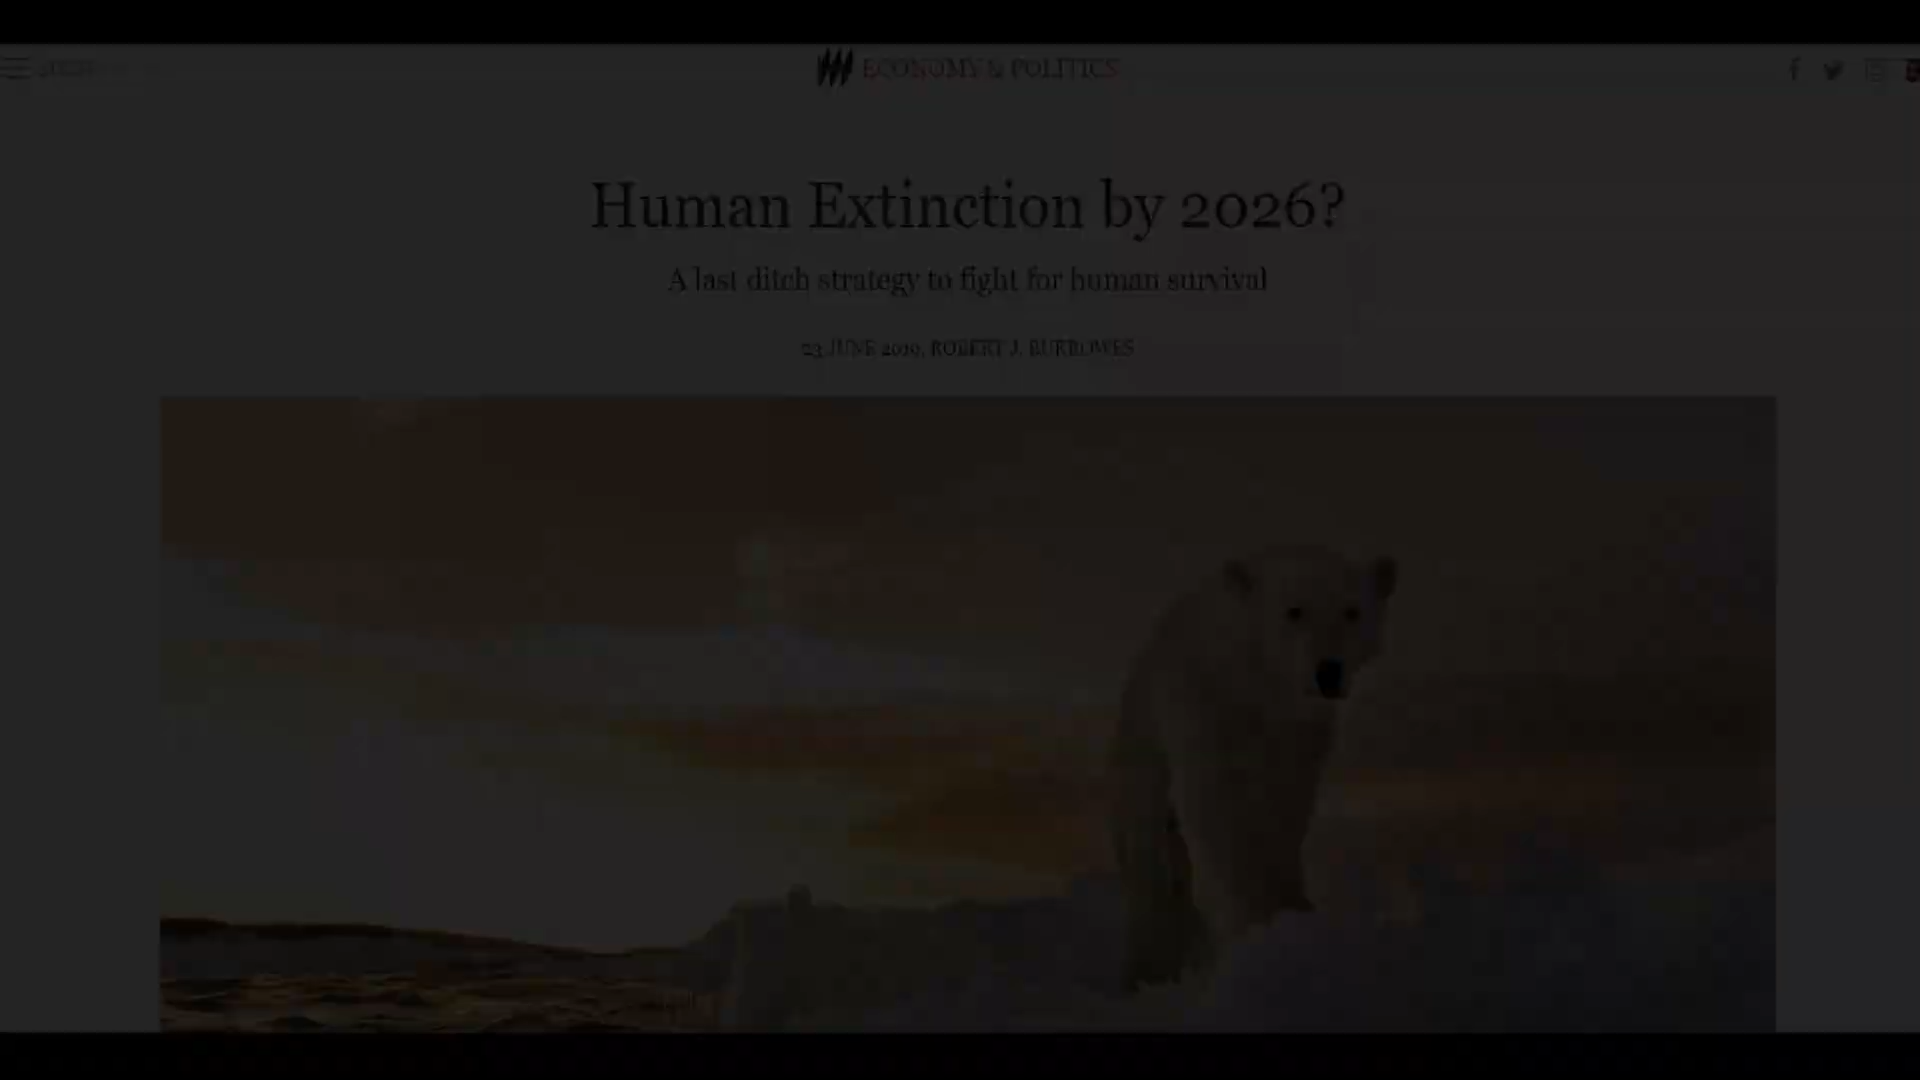 ECONOMY & POLITICS
Human Extinction by 2026?
A last ditch strategy to fight for human survival
23 JUNE 2019, ROBERT J. BURROWES